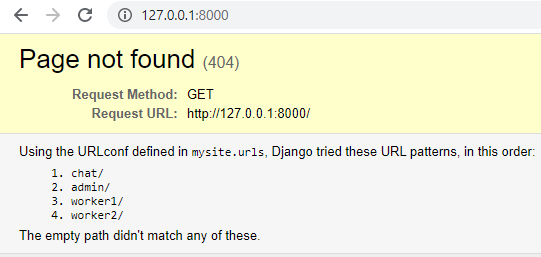 127.0.0.1:8000
Page not found (404)
Request Method: GET
Request URL: http://127.0.0.1:8000/
Using the URLconf defined in mysite.urls, Django tried these URL patterns, in this order:
1. chat/
2. admin/
3. worker1/
4. worker2/
The empty path didn't match any of these.